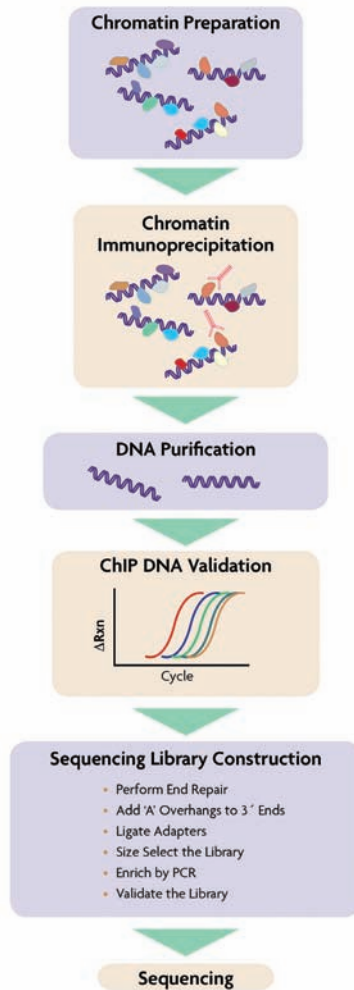 Chromatin Preparation
Chromatin
Immunoprecipitation
DNA Purification
ChIP DNA Validation
ΔRxn
Cycle
Sequencing Library Construction
• Perform End Repair
• Add ‘A’ Overhangs to 3´ Ends
• Ligate Adapters
• Size Select the Library
• Enrich by PCR
• Validate the Library
Sequencing